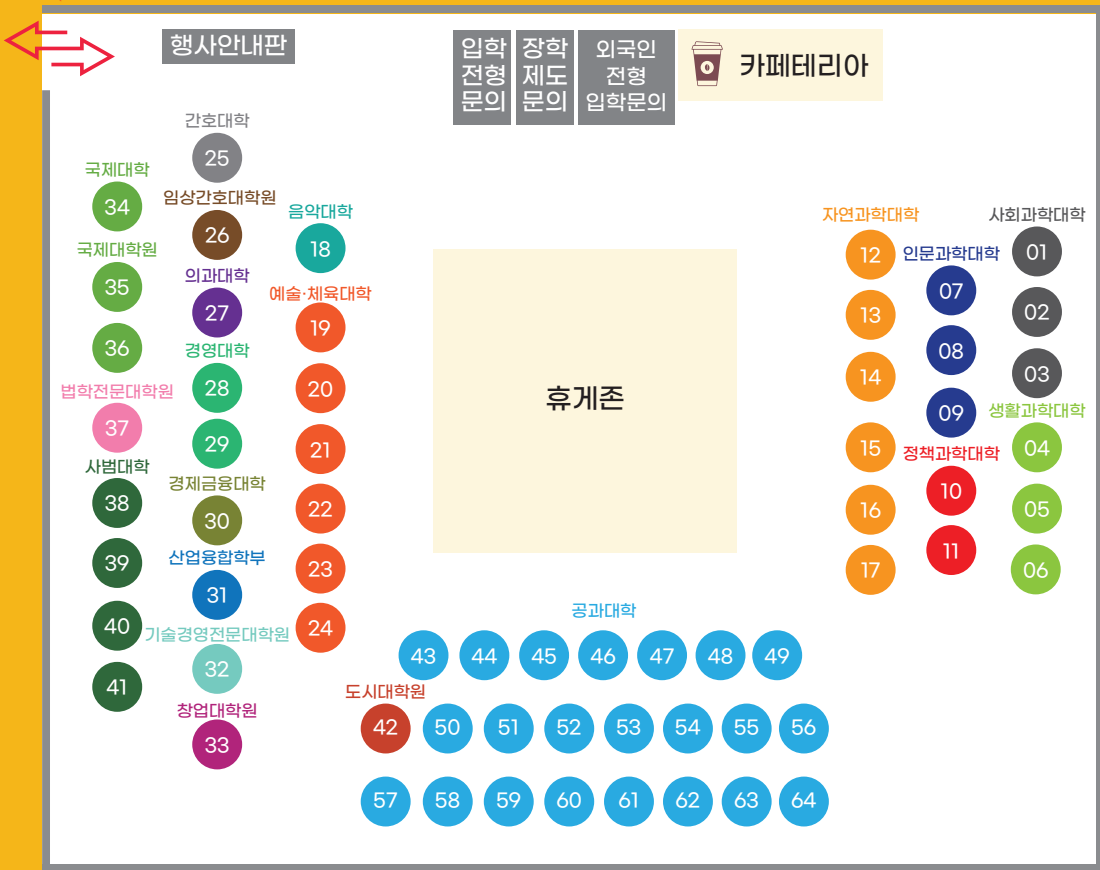 행사안내판
입학
전형
문의
장학
제도
문의
외국인
전형
입학문의
카페테리아
간호대학
25
국제대학
34
임상간호대학원
26
음악대학
18
국제대학원
35
36
의과대학
27
예술·체육대학
19
20
21
22
23
24
경영대학
28
29
법학전문대학원
37
사범대학
38
39
40
41
경제금융대학
30
산업융합학부
31
기술경영전문대학원
32
창업대학원
33
휴게존
자연과학대학
12
13
14
15
16
17
인문과학대학
07
08
09
정책과학대학
10
11
사회과학대학
01
02
03
생활과학대학
04
05
06
공과대학
43 44 45 46 47 48 49
도시대학원
42 50 51 52 53 54 55 56
57 58 59 60 61 62 63 64